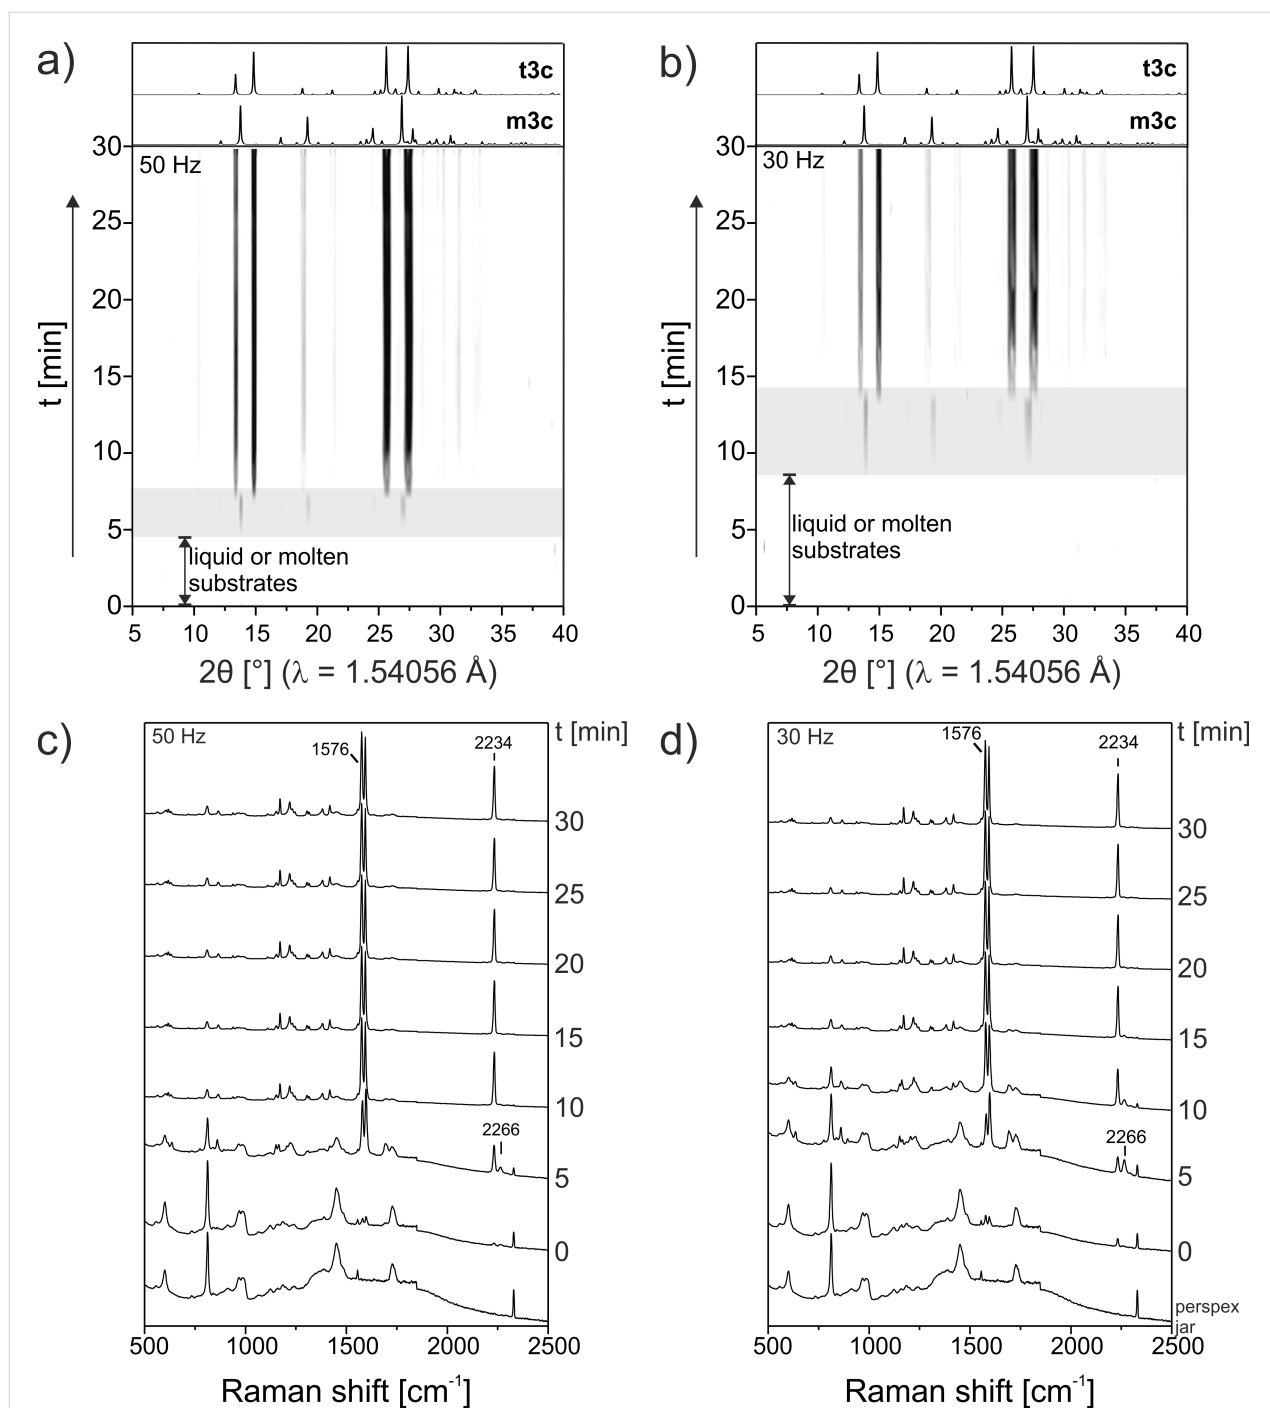 a)
t3c
m3c
50 Hz
30
25
20
15
10
5
0
t [min]
liquid or molten
substrates
5 10 15 20 25 30 35 40
2θ [°] (λ = 1.54056 Å)
b)
t3c
m3c
30 Hz
30
25
20
15
10
5
0
t [min]
liquid or molten
substrates
5 10 15 20 25 30 35 40
2θ [°] (λ = 1.54056 Å)
c)
50 Hz
t [min]
1576
2234
30
25
20
15
10
2266
5
0
500 1000 1500 2000 2500
Raman shift [cm-1]
d)
30 Hz
t [min]
1576
2234
30
25
20
15
10
2266
5
0
perspex
jar
500 1000 1500 2000 2500
Raman shift [cm-1]